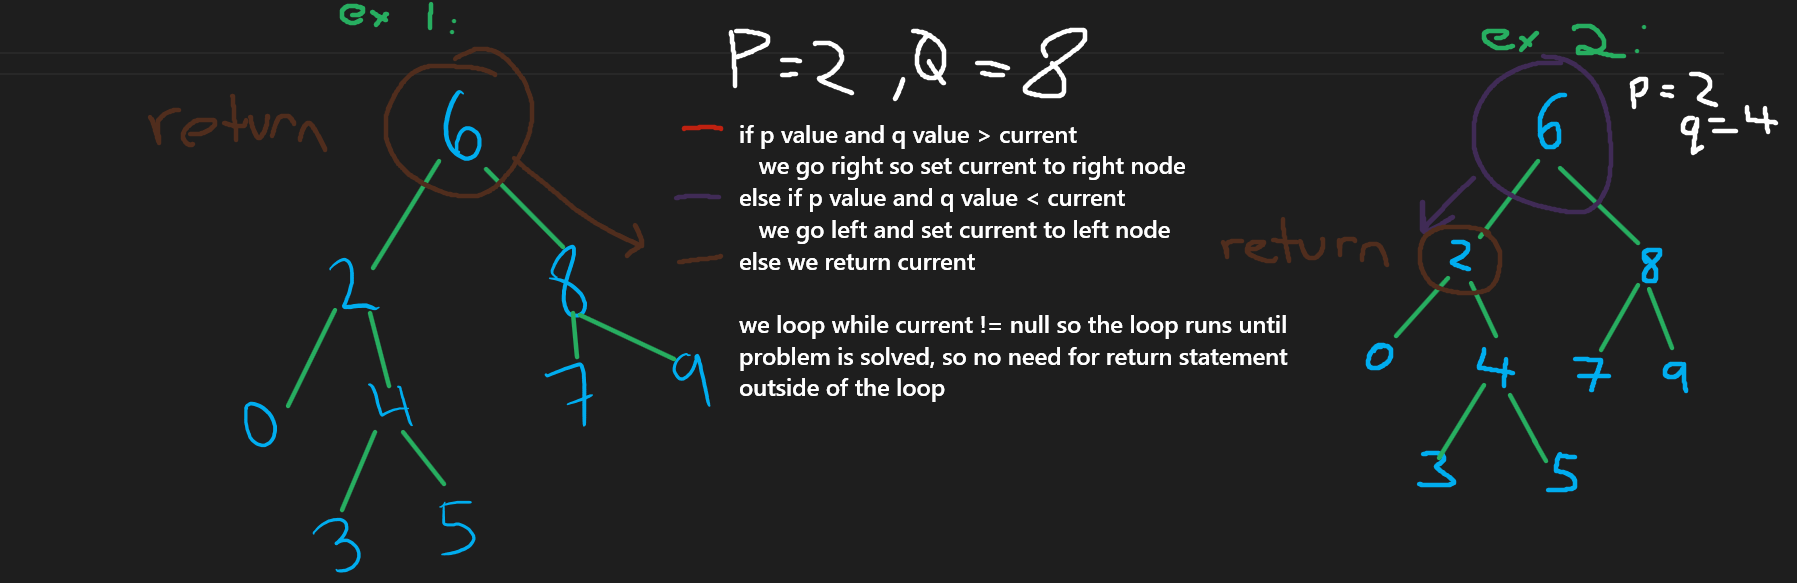 ex 1:
P=2, Q=8
return
6
2
8
0
4
7
9
3
5
if p value and q value > current
we go right so set current to right node
else if p value and q value < current
we go left and set current to left node
else we return current
we loop while current != null so the loop runs until
problem is solved, so no need for return statement
outside of the loop
ex 2:
P=2
q=4
6
return
2
8
0
4
7
9
3
5